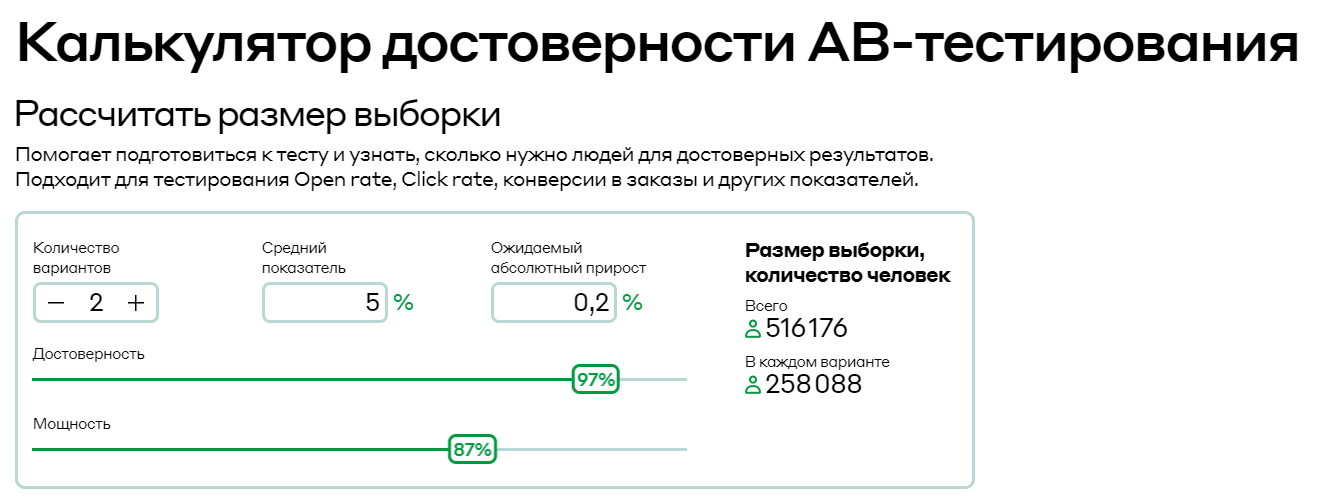 Калькулятор достоверности АВ-тестирования
Рассчитать размер выборки
Помогает подготовиться к тесту и узнать, сколько нужно людей для достоверных результатов.
Подходит для тестирования Open rate, Click rate, конверсии в заказы и других показателей.
Количество
вариантов
− 2 +
Средний
показатель
5 %
Ожидаемый
абсолютный прирост
0,2 %
Достоверность
97%
Мощность
87%
Размер выборки,
количество человек
Всего
516 176
В каждом варианте
258 088